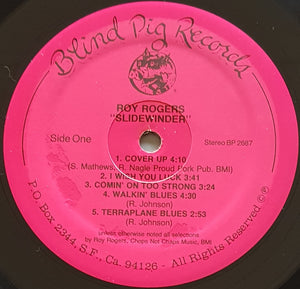 Blind Pig Records
ROY ROGERS
"SLIDEWINDER"
Side One
Stereo BP 2687
1. COVER UP 4:10
(S. Mathews, R. Nagle Proud Pork Pub. BMI)
2. I WISH YOU LUCK 3:41
3. COMIN' ON TOO STRONG 3:24
4. WALKIN' BLUES 4:30
(R. Johnson)
5. TERRAPLANE BLUES 2:53
(R. Johnson)
unless otherwise noted all selections
by Roy Rogers, Chops Not Chaps Music, BMI
P.O. Box 2344, S.F., Ca. 94126 - All Rights Reserved